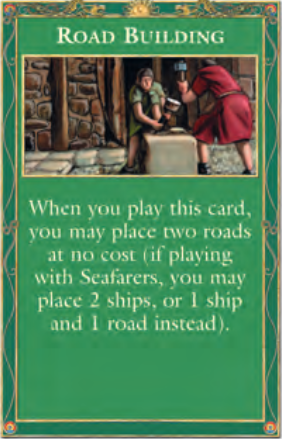 ROAD BUILDING
When you play this card,
you may place two roads
at no cost (if playing
with Seafarers, you may
place 2 ships, or 1 ship
and 1 road instead).